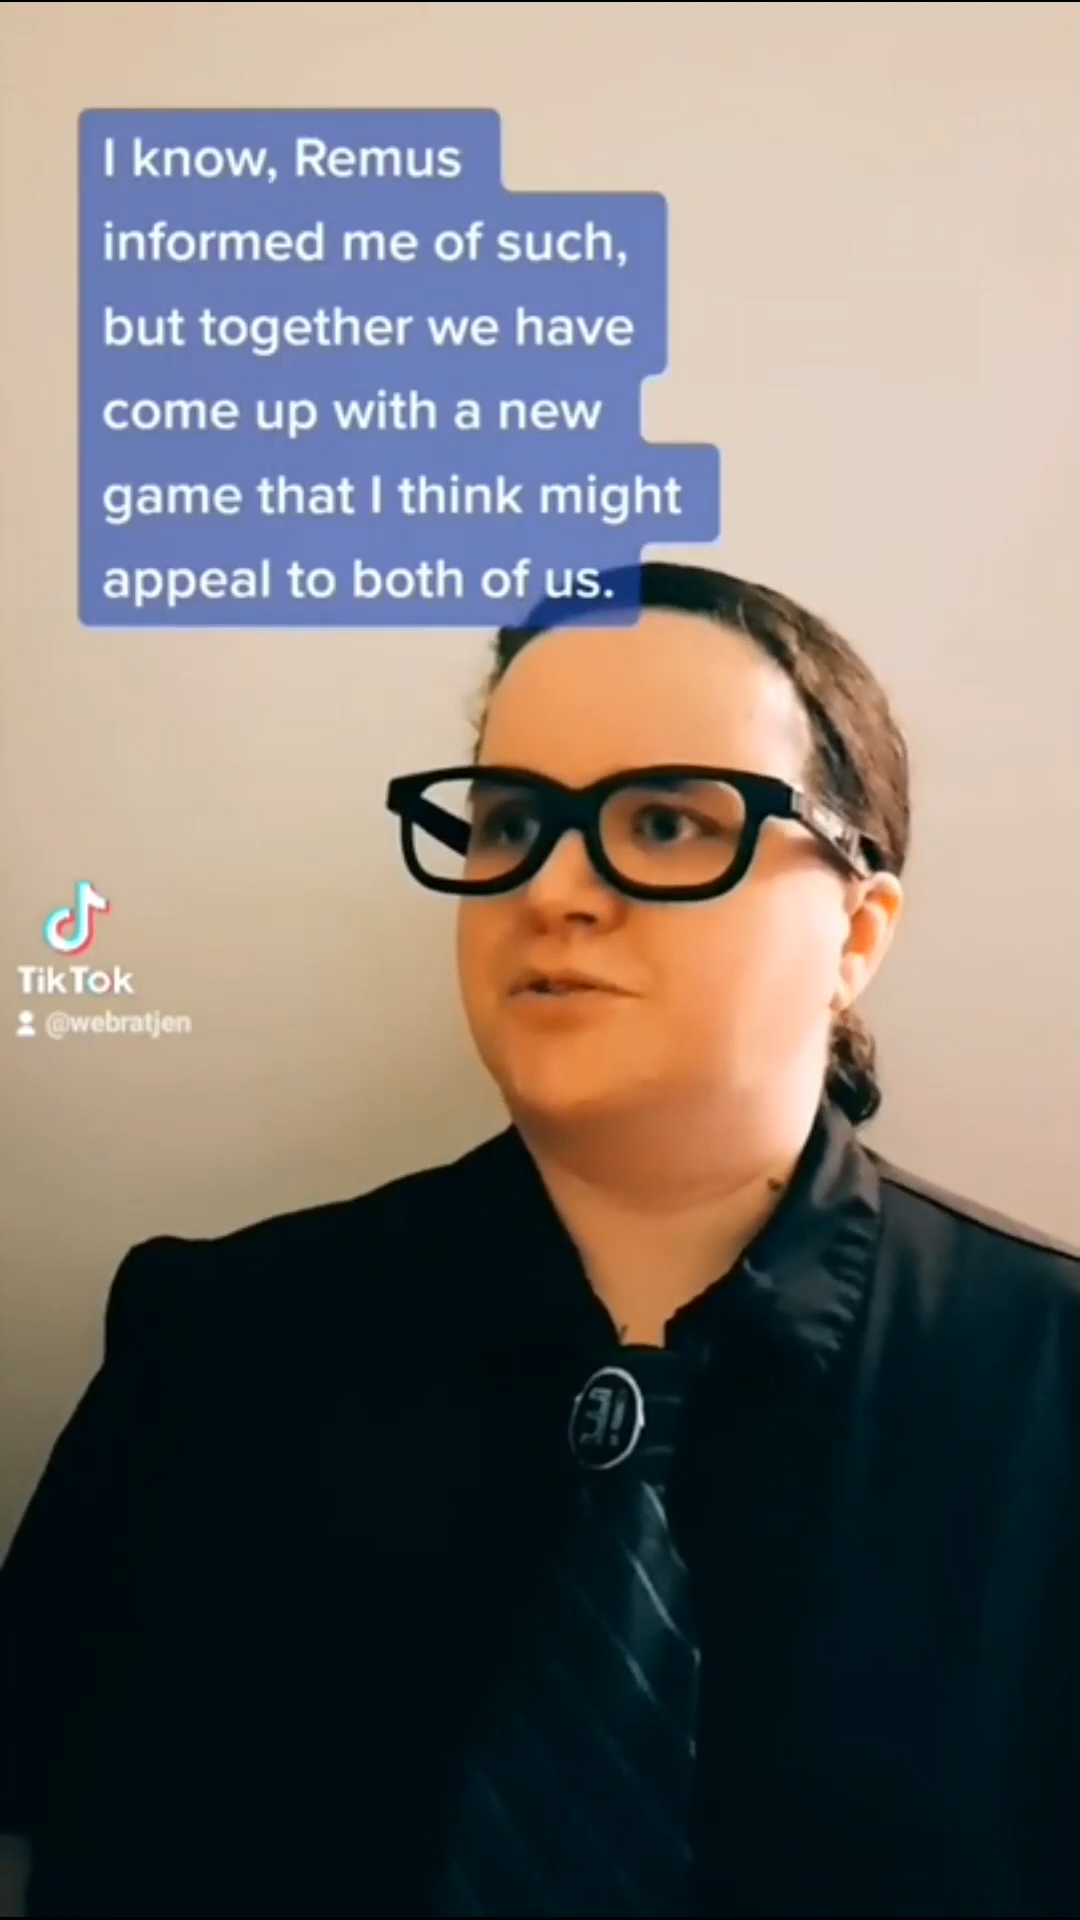 I know, Remus
informed me of such,
but together we have
come up with a new
game that I think might
appeal to both of us.
TikTok
@webratjen